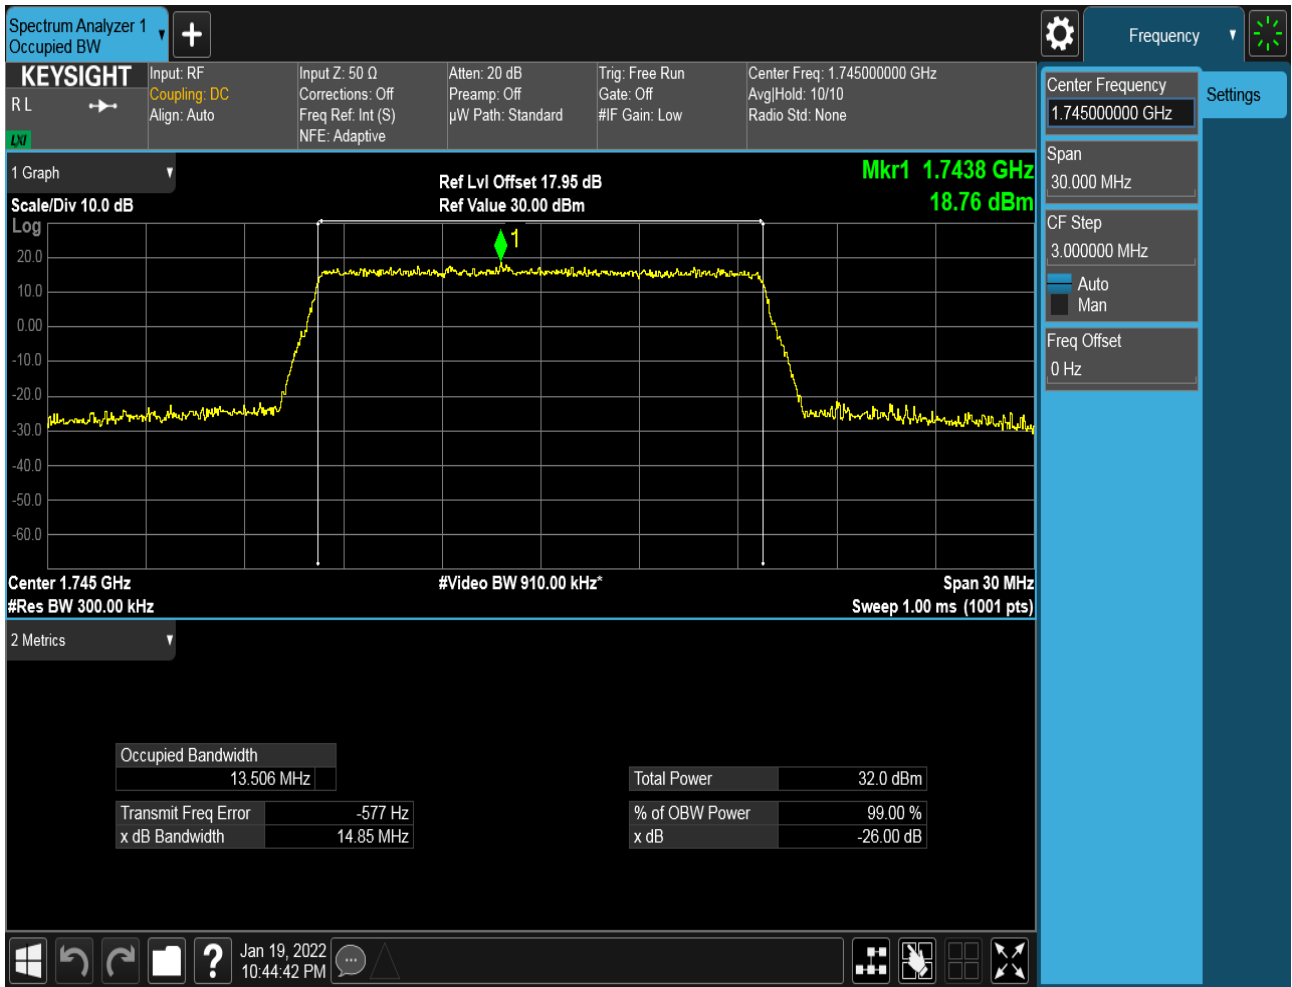 Spectrum Analyzer 1
Occupied BW
+
Frequency
KEYSIGHT
R L
LXI
Input: RF
Coupling: DC
Align: Auto
Input Z: 50 Ω
Corrections: Off
Freq Ref: Int (S)
NFE: Adaptive
Atten: 20 dB
Preamp: Off
µW Path: Standard
Trig: Free Run
Gate: Off
#IF Gain: Low
Center Freq: 1.745000000 GHz
Avg|Hold: 10/10
Radio Std: None
Center Frequency
1.745000000 GHz
Settings
Span
30.000 MHz
CF Step
3.000000 MHz
Auto
Man
Freq Offset
0 Hz
1 Graph
Ref Lvl Offset 17.95 dB
Mkr1 1.7438 GHz
Scale/Div 10.0 dB
Ref Value 30.00 dBm
18.76 dBm
Log
1
20.0
10.0
0.00
-10.0
-20.0
-30.0
-40.0
-50.0
-60.0
Center 1.745 GHz
#Video BW 910.00 kHz*
Span 30 MHz
#Res BW 300.00 kHz
Sweep 1.00 ms (1001 pts)
2 Metrics
Occupied Bandwidth
13.506 MHz
Total Power 32.0 dBm
Transmit Freq Error -577 Hz
% of OBW Power 99.00 %
x dB Bandwidth 14.85 MHz
x dB -26.00 dB
?
Jan 19, 2022
10:44:42 PM